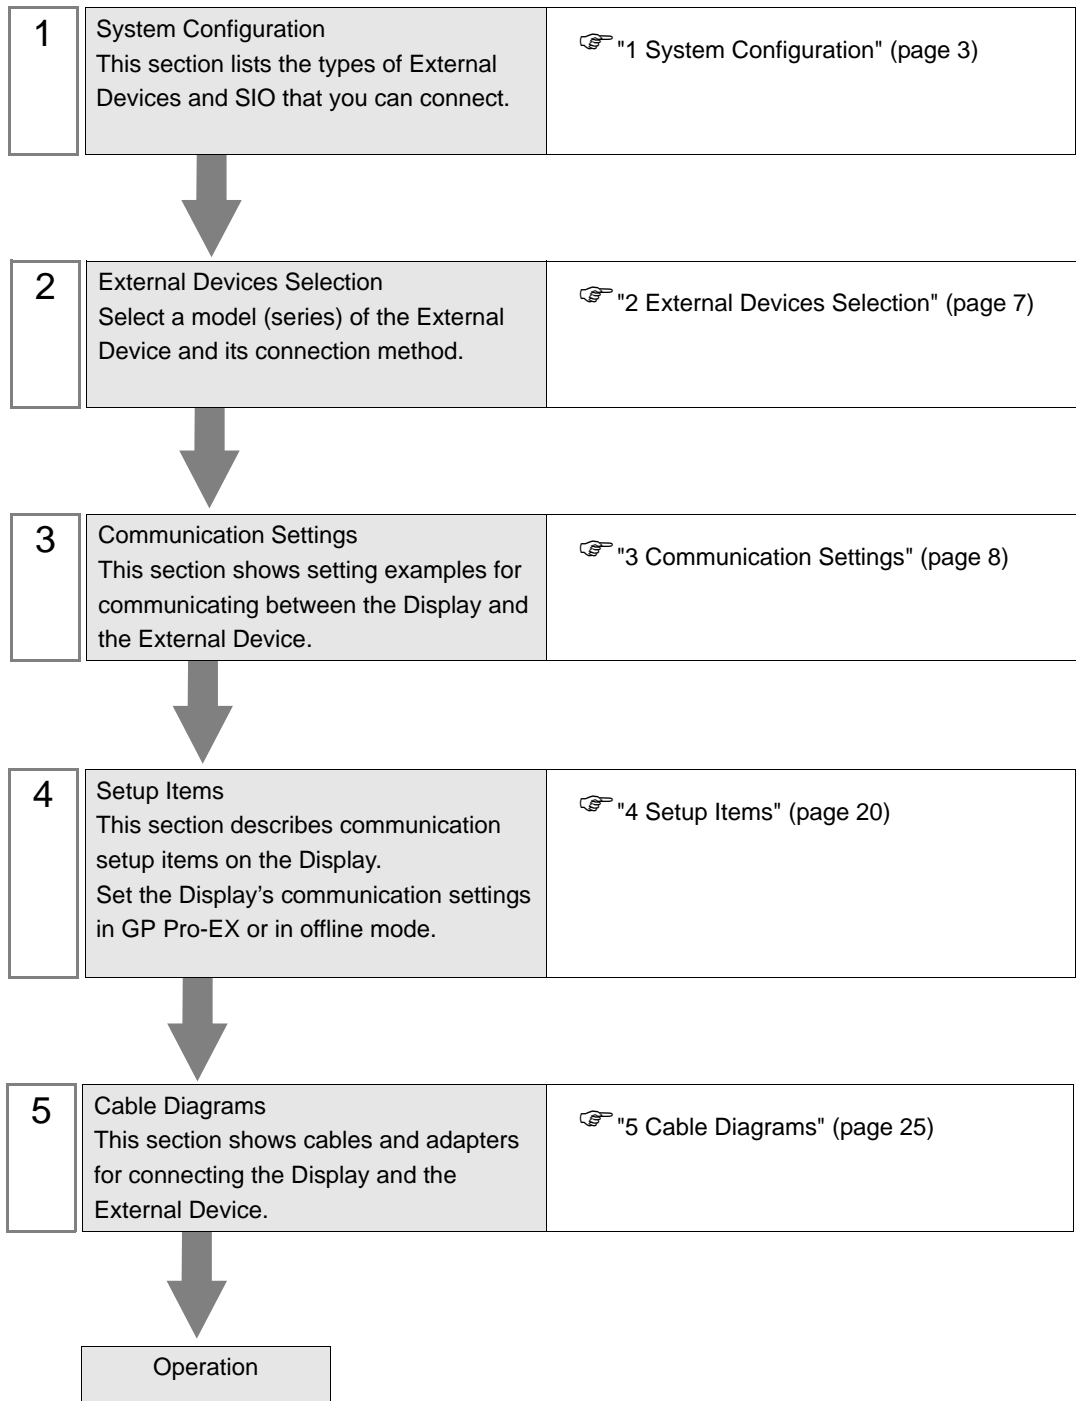 1
System Configuration
This section lists the types of External
Devices and SIO that you can connect.
"1 System Configuration" (page 3)
2
External Devices Selection
Select a model (series) of the External
Device and its connection method.
"2 External Devices Selection" (page 7)
3
Communication Settings
This section shows setting examples for
communicating between the Display and
the External Device.
"3 Communication Settings" (page 8)
4
Setup Items
This section describes communication
setup items on the Display.
Set the Display's communication settings
in GP Pro-EX or in offline mode.
"4 Setup Items" (page 20)
5
Cable Diagrams
This section shows cables and adapters
for connecting the Display and the
External Device.
"5 Cable Diagrams" (page 25)
Operation